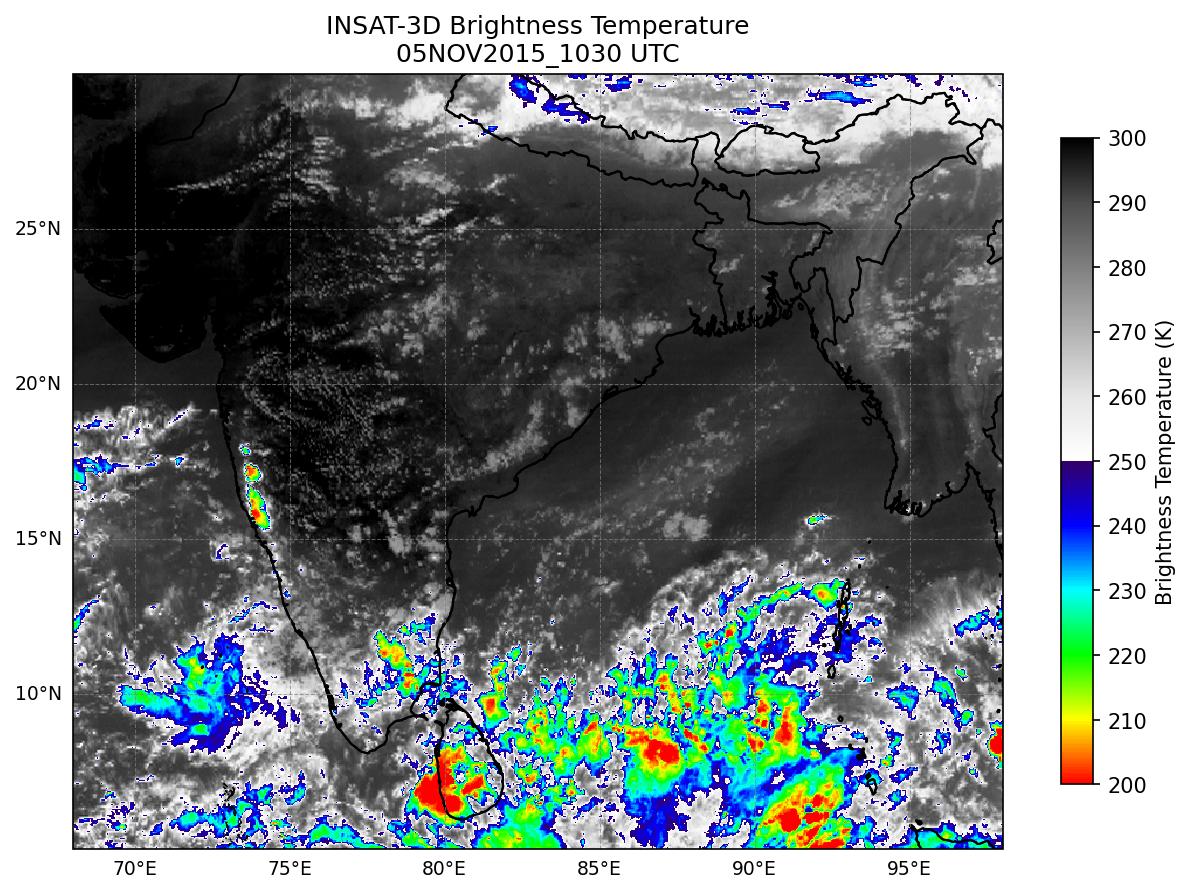 INSAT-3D Brightness Temperature
05NOV2015_1030 UTC
25°N
20°N
15°N
10°N
70°E
75°E
80°E
85°E
90°E
95°E
300
290
280
270
260
250
240
230
220
210
200
Brightness Temperature (K)